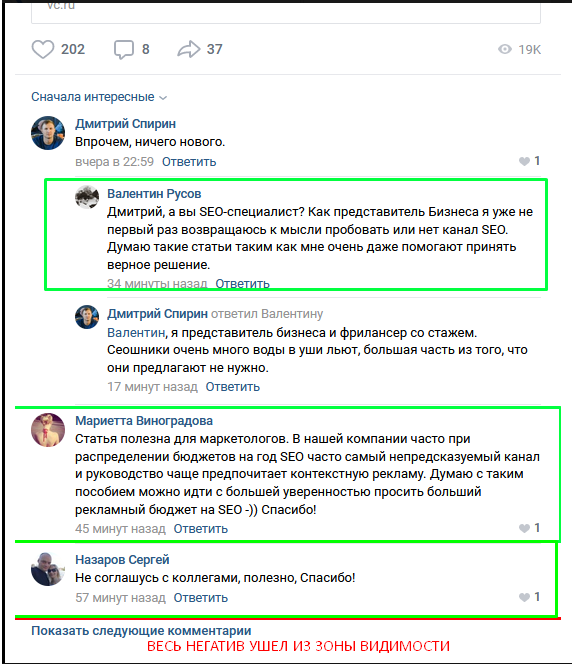 vc.ru
202 8 37 19K
Сначала интересные
Дмитрий Спирин
Впрочем, ничего нового.
вчера в 22:59 Ответить 1
Валентин Русов
Дмитрий, а вы SEO-специалист? Как представитель Бизнеса я уже не
первый раз возвращаюсь к мысли пробовать или нет канал SEO.
Думаю такие статьи таким как мне очень даже помогают принять
верное решение.
34 минуты назад Ответить
Дмитрий Спирин ответил Валентину
Валентин, я представитель бизнеса и фрилансер со стажем.
Сеошники очень много воды в уши льют, большая часть из того, что
они предлагают не нужно.
17 минут назад Ответить
Мариетта Виноградова
Статья полезна для маркетологов. В нашей компании часто при
распределении бюджетов на год SEO часто самый непредсказуемый канал
и руководство чаще предпочитает контекстную рекламу. Думаю с таким
пособием можно идти с большей уверенностью просить больший
рекламный бюджет на SEO -)) Спасибо!
45 минут назад Ответить 1
Назаров Сергей
Не соглашусь с коллегами, полезно, Спасибо!
57 минут назад Ответить 1
Показать следующие комментарии
ВЕСЬ НЕГАТИВ УШЕЛ ИЗ ЗОНЫ ВИДИМОСТИ